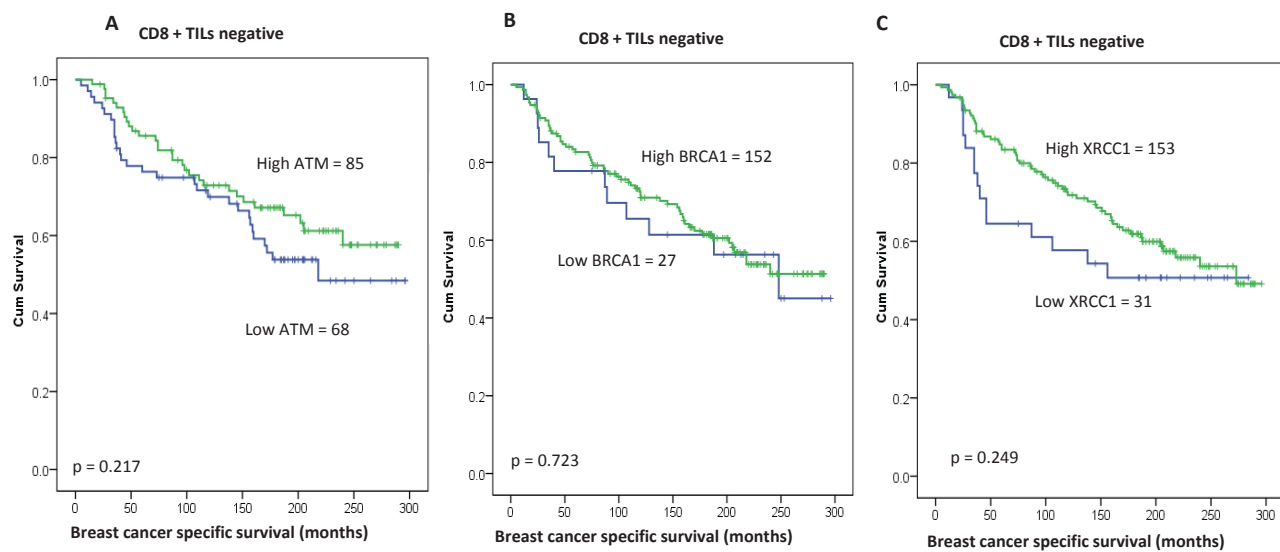 A
CD8 + TILs negative
1.0
0.8
0.6
0.4
0.2
0.0
Cum Survival
High ATM = 85
Low ATM = 68
p = 0.217
0 50 100 150 200 250 300
Breast cancer specific survival (months)
B
CD8 + TILs negative
1.0
0.8
0.6
0.4
0.2
0.0
Cum Survival
High BRCA1 = 152
Low BRCA1 = 27
p = 0.723
0 50 100 150 200 250 300
Breast cancer specific survival (months)
C
CD8 + TILs negative
1.0
0.8
0.6
0.4
0.2
0.0
Cum Survival
High XRCC1 = 153
Low XRCC1 = 31
p = 0.249
0 50 100 150 200 250 300
Breast cancer specific survival (months)